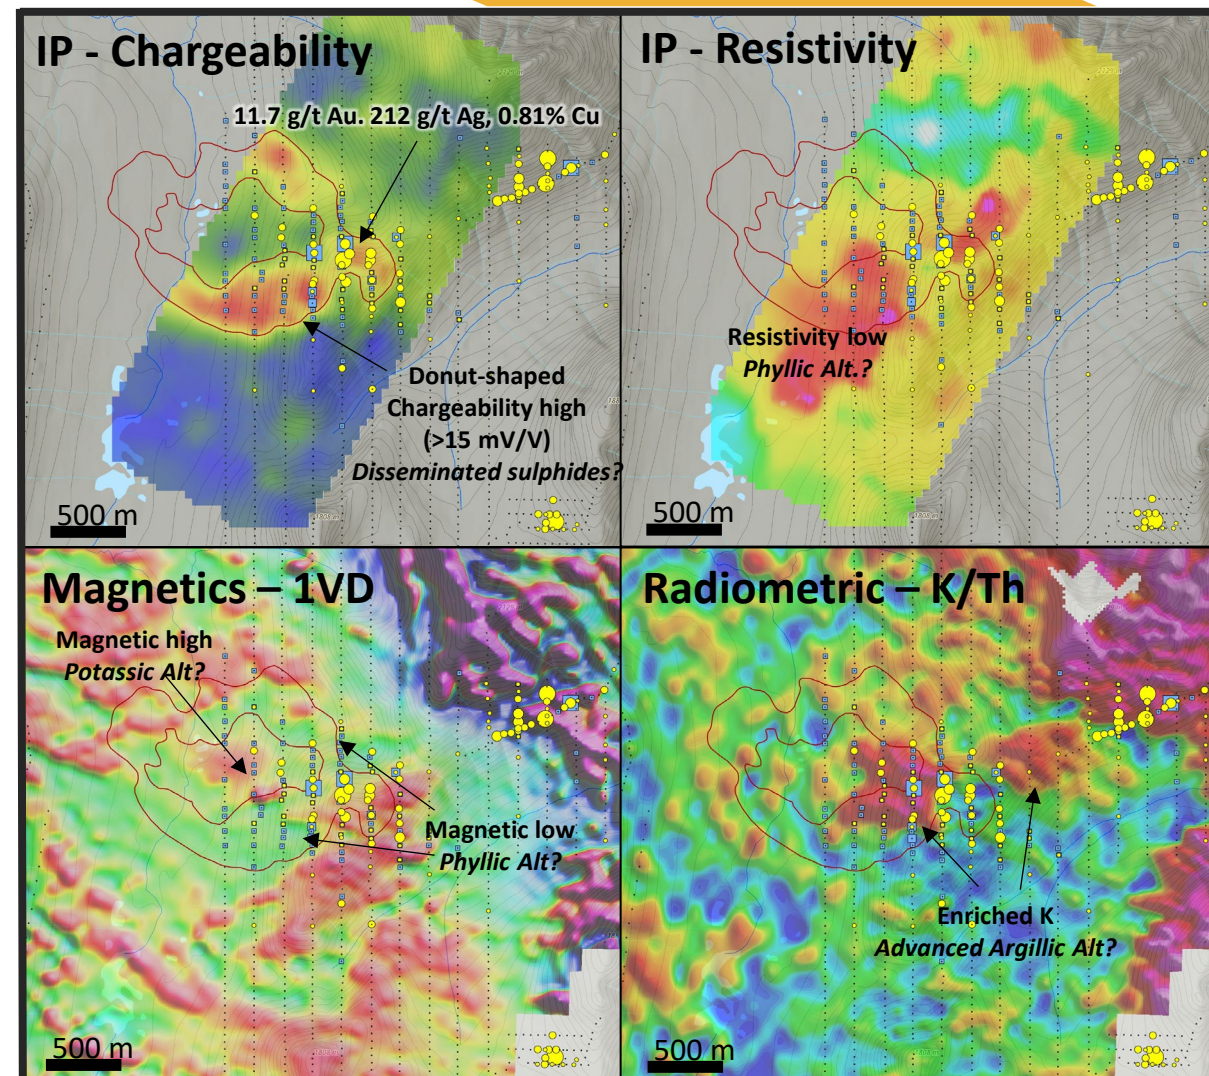 IP - Chargeability
11.7 g/t Au. 212 g/t Ag, 0.81% Cu
Donut-shaped
Chargeability high
(>15 mV/V)
Disseminated sulphides?
500 m
IP - Resistivity
Resistivity low
Phyllic Alt.?
500 m
Magnetics – 1VD
Magnetic high
Potassic Alt?
Magnetic low
Phyllic Alt?
500 m
Radiometric – K/Th
Enriched K
Advanced Argillic Alt?
500 m